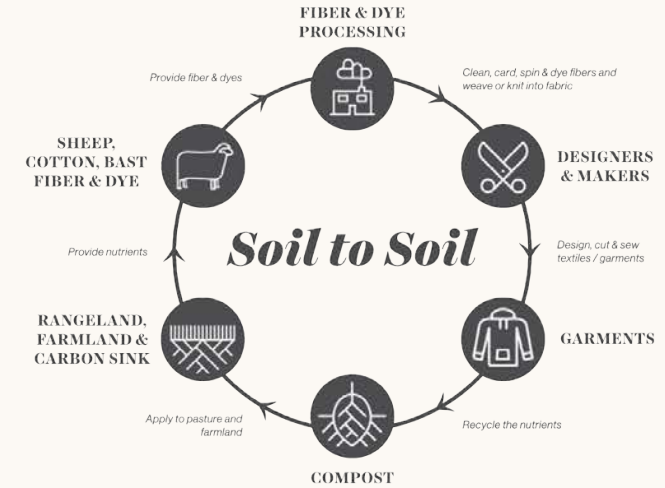 FIBER & DYE
PROCESSING
Provide fiber & dyes
Clean, card, spin & dye fibers and
weave or knit into fabric
SHEEP,
COTTON, BAST
FIBER & DYE
DESIGNERS
& MAKERS
Soil to Soil
Provide nutrients
Design, cut & sew
textiles / garments
RANGELAND,
FARMLAND &
CARBON SINK
GARMENTS
Apply to pasture and
farmland
Recycle the nutrients
COMPOST